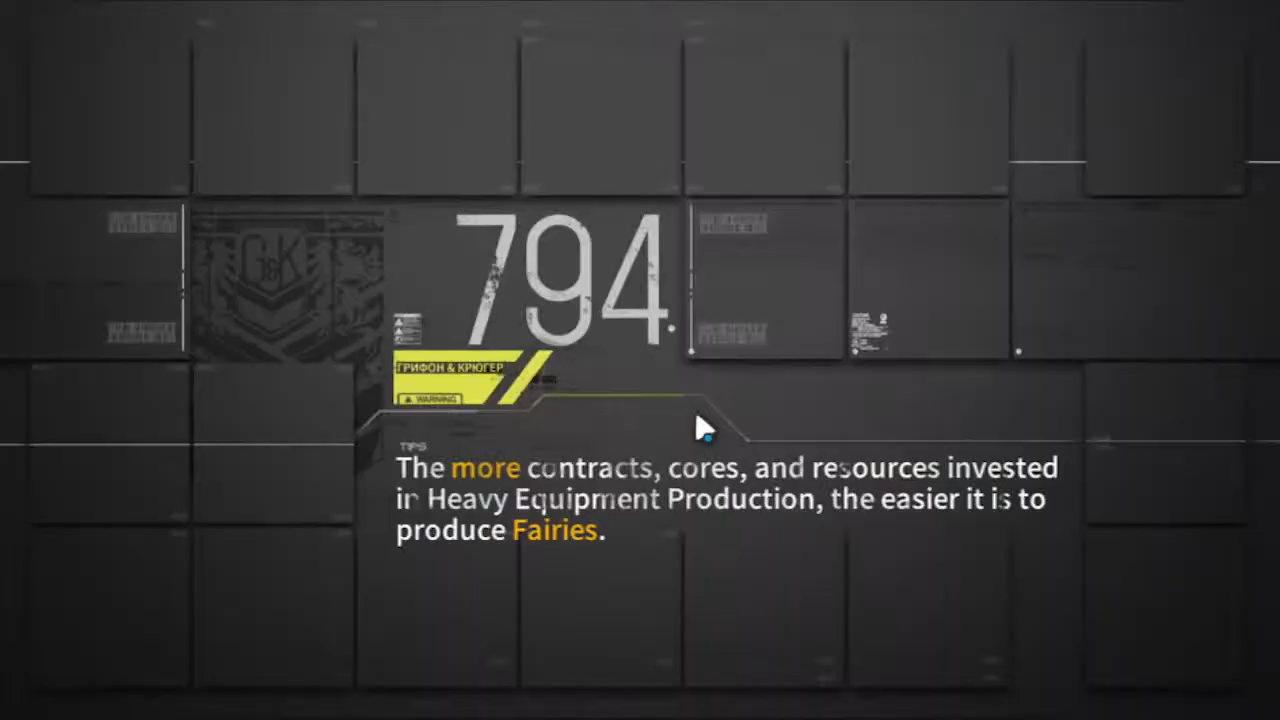 G&K
794.
ГРИФОН & КРЮГЕР
WARNING
TIPS
The more contracts, cores, and resources invested
in Heavy Equipment Production, the easier it is to
produce Fairies.